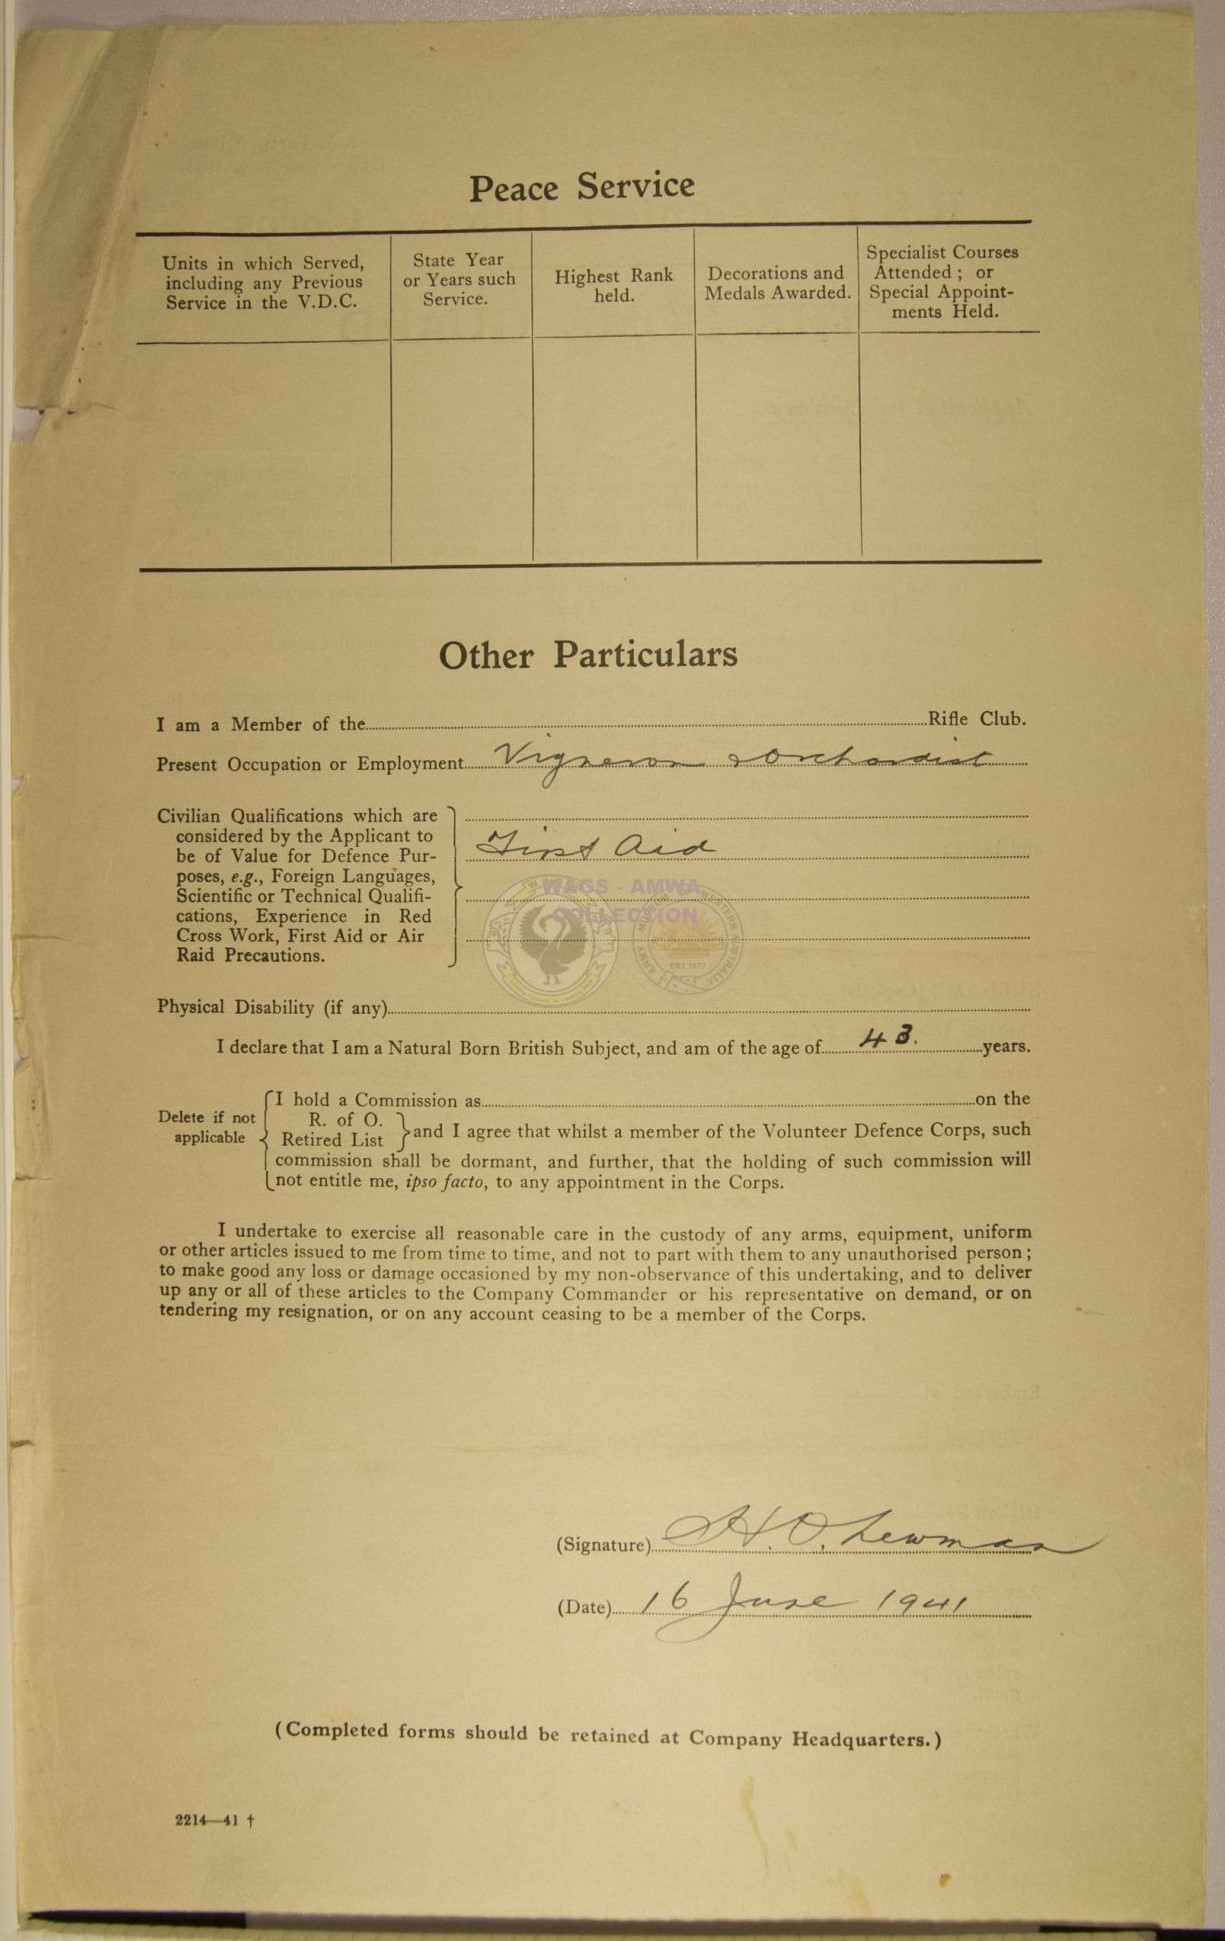 Peace Service
Units in which Served,
including any Previous
Service in the V.D.C.
State Year
or Years such
Service.
Highest Rank
held.
Decorations and
Medals Awarded.
Specialist Courses
Attended ; or
Special Appoint-
ments Held.
Other Particulars
I am a Member of the Rifle Club.
Present Occupation or Employment Vigneron & Orchardist
Civilian Qualifications which are
considered by the Applicant to
be of Value for Defence Pur-
poses, e.g., Foreign Languages,
Scientific or Technical Qualifi-
cations, Experience in Red
Cross Work, First Aid or Air
Raid Precautions.
First Aid
WAGS - AMWA
COLLECTION
Physical Disability (if any)
I declare that I am a Natural Born British Subject, and am of the age of 43. years.
Delete if not
applicable
I hold a Commission as on the
R. of O.
Retired List
and I agree that whilst a member of the Volunteer Defence Corps, such
commission shall be dormant, and further, that the holding of such commission will
not entitle me, ipso facto, to any appointment in the Corps.
I undertake to exercise all reasonable care in the custody of any arms, equipment, uniform
or other articles issued to me from time to time, and not to part with them to any unauthorised person ;
to make good any loss or damage occasioned by my non-observance of this undertaking, and to deliver
up any or all of these articles to the Company Commander or his representative on demand, or on
tendering my resignation, or on any account ceasing to be a member of the Corps.
(Signature) H. O. Lewman
(Date) 16 June 1941
(Completed forms should be retained at Company Headquarters.)
2214—41 †